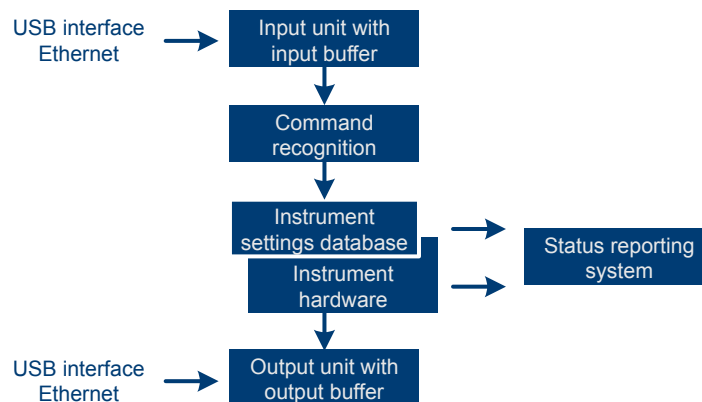 USB interface
Ethernet
Input unit with
input buffer
Command
recognition
Instrument
settings database
Instrument
hardware
Status reporting
system
USB interface
Ethernet
Output unit with
output buffer